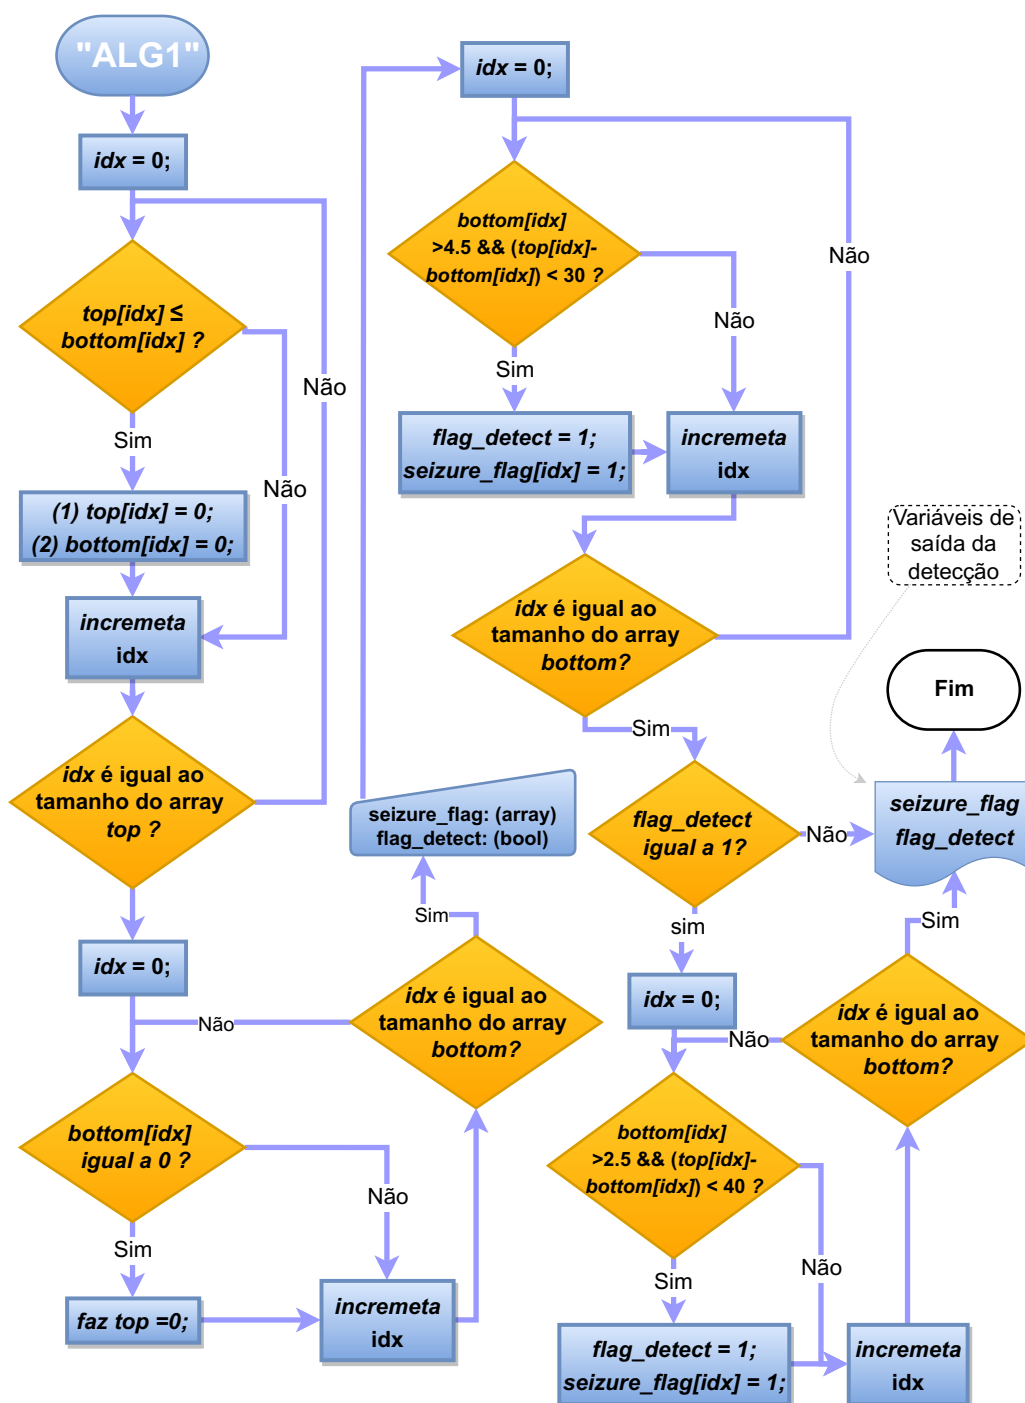 "ALG1"
idx = 0;
top[idx] ≤
bottom[idx] ?
Não
Sim
Não
(1) top[idx] = 0;
(2) bottom[idx] = 0;
incremeta
idx
idx é igual ao
tamanho do array
top ?
idx = 0;
Não
bottom[idx]
igual a 0 ?
Não
Sim
faz top =0;
incremeta
idx
idx é igual ao
tamanho do array
bottom?
Sim
seizure_flag: (array)
flag_detect: (bool)
idx = 0;
bottom[idx]
>4.5 && (top[idx]-
bottom[idx]) < 30 ?
Não
Não
Sim
flag_detect = 1;
seizure_flag[idx] = 1;
incremeta
idx
idx é igual ao
tamanho do array
bottom?
Sim
flag_detect
igual a 1?
Não
sim
idx = 0;
Não
bottom[idx]
>2.5 && (top[idx]-
bottom[idx]) < 40 ?
Não
Sim
flag_detect = 1;
seizure_flag[idx] = 1;
incremeta
idx
idx é igual ao
tamanho do array
bottom?
Sim
seizure_flag
flag_detect
Variáveis de
saída da
detecção
Fim